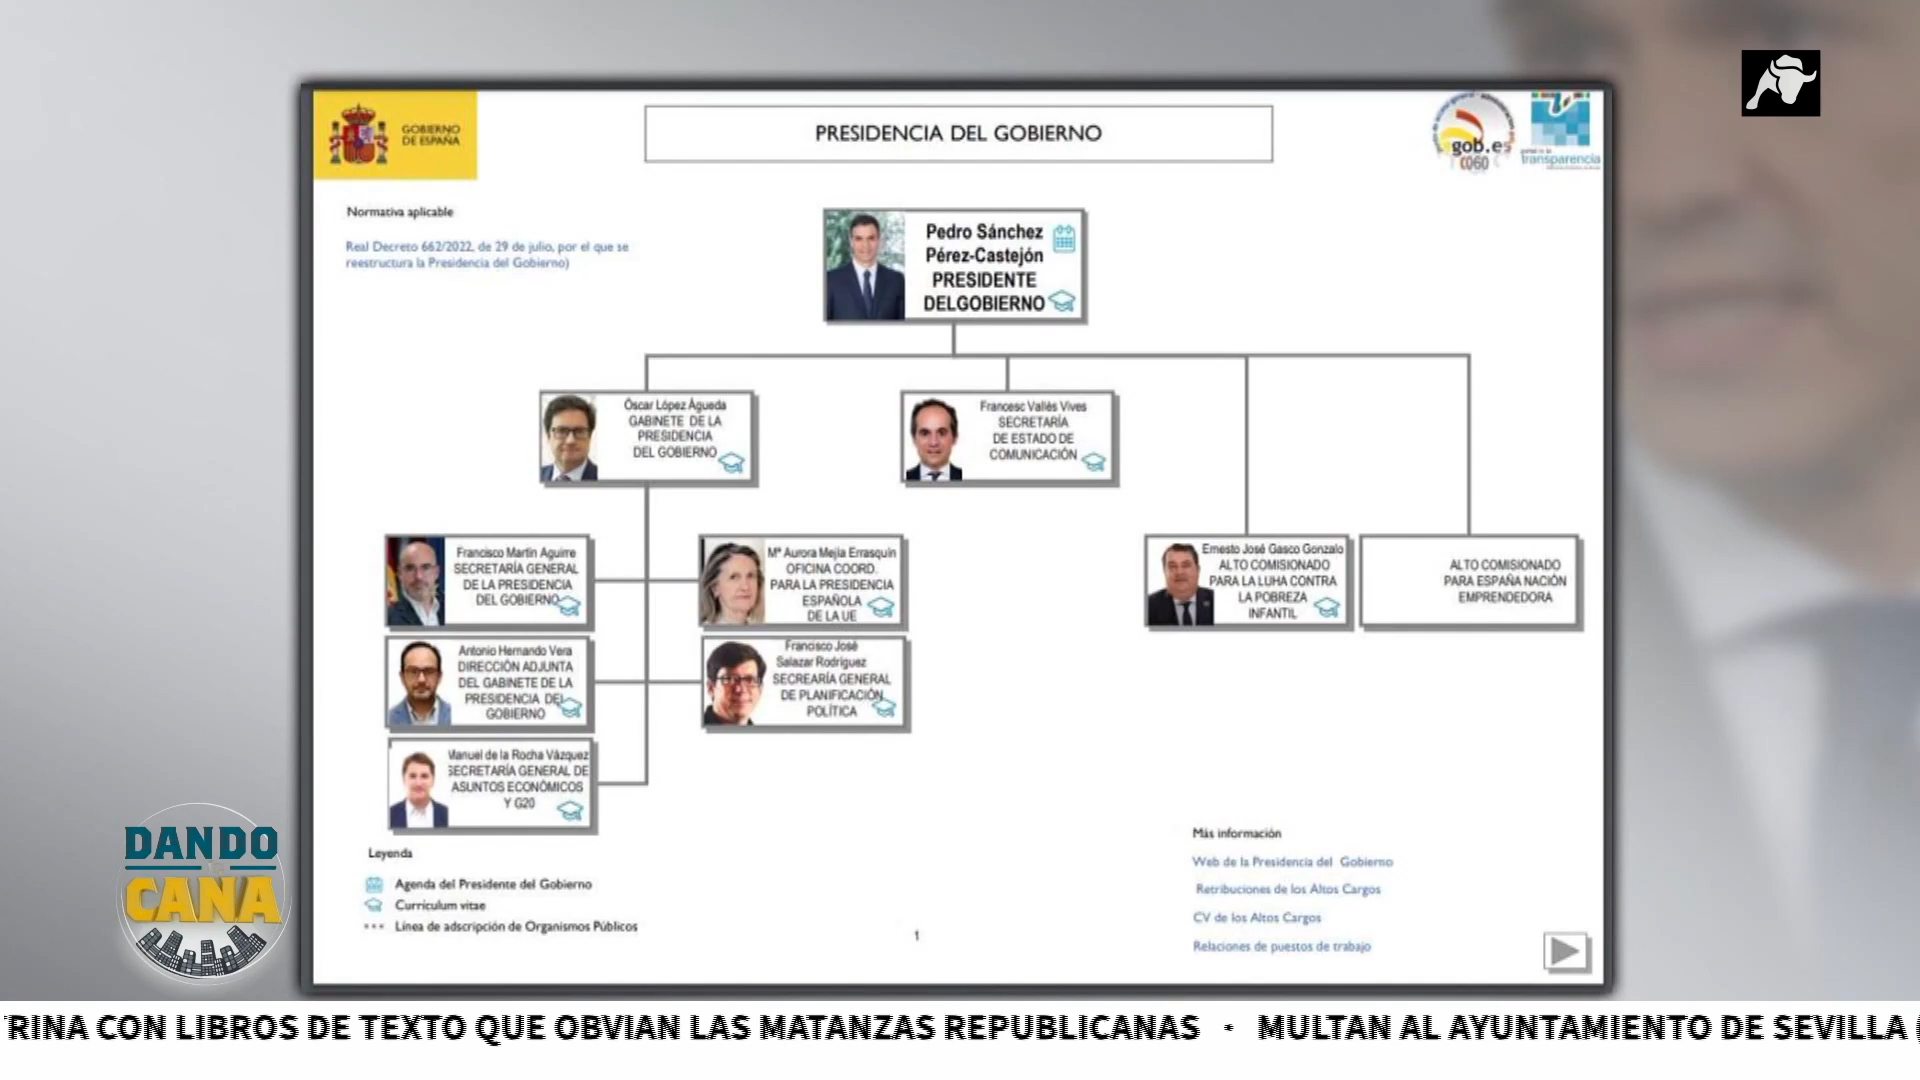 GOBIERNO
DE ESPAÑA
PRESIDENCIA DEL GOBIERNO
gob.es
060
transparencia
Normativa aplicable
Real Decreto 662/2022, de 29 de julio, por el que se
reestructura la Presidencia del Gobierno)
Pedro Sánchez
Pérez-Castejón
PRESIDENTE
DELGOBIERNO
Óscar López Águeda
GABINETE DE LA
PRESIDENCIA
DEL GOBIERNO
Francesc Vallès Vives
SECRETARÍA
DE ESTADO DE
COMUNICACIÓN
Francisco Martín Aguirre
SECRETARÍA GENERAL
DE LA PRESIDENCIA
DEL GOBIERNO
Mª Aurora Mejía Errasquín
OFICINA COORD.
PARA LA PRESIDENCIA
ESPAÑOLA
DE LA UE
Ernesto José Gasco Gonzalo
ALTO COMISIONADO
PARA LA LUHA CONTRA
LA POBREZA
INFANTIL
ALTO COMISIONADO
PARA ESPAÑA NACIÓN
EMPRENDEDORA
Antonio Hernando Vera
DIRECCIÓN ADJUNTA
DEL GABINETE DE LA
PRESIDENCIA DEL
GOBIERNO
Francisco José
Salazar Rodríguez
SECREARÍA GENERAL
DE PLANIFICACIÓN
POLÍTICA
Manuel de la Rocha Vázquez
SECRETARÍA GENERAL DE
ASUNTOS ECONÓMICOS
Y G20
Leyenda
Agenda del Presidente del Gobierno
Currículum vitae
Línea de adscripción de Organismos Públicos
1
Más información
Web de la Presidencia del Gobierno
Retribuciones de los Altos Cargos
CV de los Altos Cargos
Relaciones de puestos de trabajo
DANDO
CAÑA
TRINA CON LIBROS DE TEXTO QUE OBVIAN LAS MATANZAS REPUBLICANAS • MULTAN AL AYUNTAMIENTO DE SEVILLA (